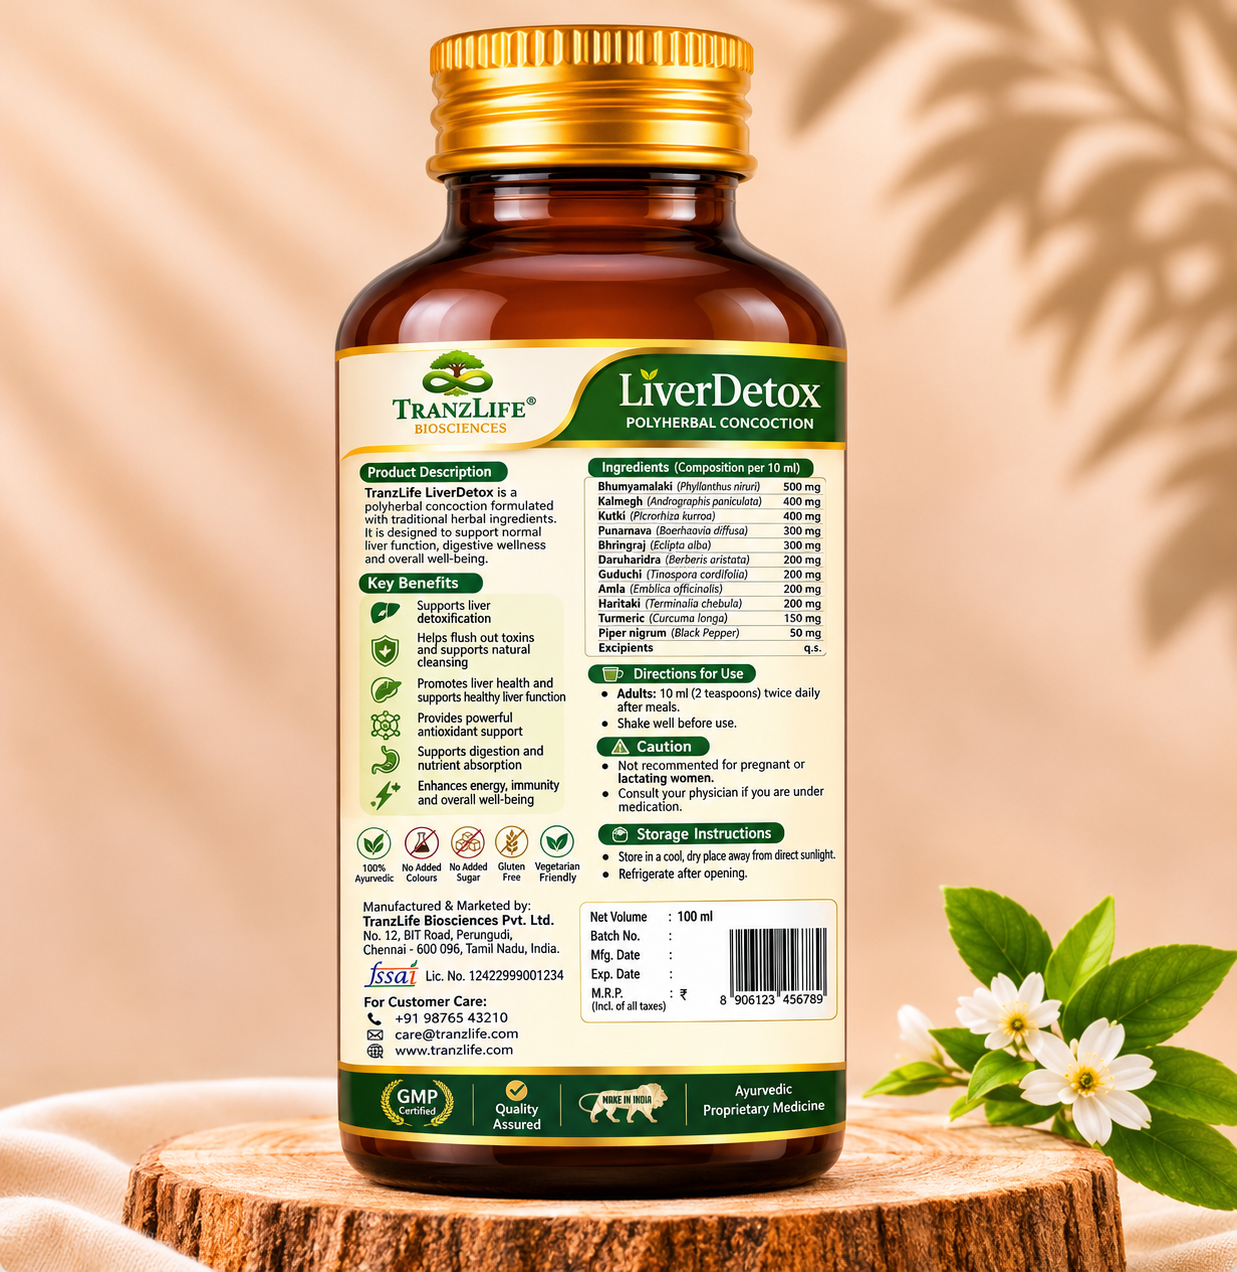 TRANZLIFE®
BIOSCIENCES
LiverDetox
POLYHERBAL CONCOCTION
Product Description
TranzLife LiverDetox is a
polyherbal concoction formulated
with traditional herbal ingredients.
It is designed to support normal
liver function, digestive wellness
and overall well-being.
Key Benefits
Supports liver
detoxification
Helps flush out toxins
and supports natural
cleansing
Promotes liver health and
supports healthy liver function
Provides powerful
antioxidant support
Supports digestion and
nutrient absorption
Enhances energy, immunity
and overall well-being
100%
Ayurvedic
No Added
Colours
No Added
Sugar
Gluten
Free
Vegetarian
Friendly
Manufactured & Marketed by:
TranzLife Biosciences Pvt. Ltd.
No. 12, BIT Road, Perungudi,
Chennai - 600 096, Tamil Nadu, India.
fssai Lic. No. 12422999001234
For Customer Care:
+91 98765 43210
care@tranzlife.com
www.tranzlife.com
Ingredients (Composition per 10 ml)
Bhumyamalaki (Phyllanthus niruri) 500 mg
Kalmegh (Andrographis paniculata) 400 mg
Kutki (Picrorhiza kurroa) 400 mg
Punarnava (Boerhaavia diffusa) 300 mg
Bhringraj (Eclipta alba) 300 mg
Daruharidra (Berberis aristata) 200 mg
Guduchi (Tinospora cordifolia) 200 mg
Amla (Emblica officinalis) 200 mg
Haritaki (Terminalia chebula) 200 mg
Turmeric (Curcuma longa) 150 mg
Piper nigrum (Black Pepper) 50 mg
Excipients q.s.
Directions for Use
• Adults: 10 ml (2 teaspoons) twice daily
after meals.
• Shake well before use.
Caution
• Not recommended for pregnant or
lactating women.
• Consult your physician if you are under
medication.
Storage Instructions
• Store in a cool, dry place away from direct sunlight.
• Refrigerate after opening.
Net Volume : 100 ml
Batch No. :
Mfg. Date :
Exp. Date :
M.R.P. : ₹
(Incl. of all taxes)
8 906123 456789
GMP
Certified
Quality
Assured
MAKE IN INDIA
Ayurvedic
Proprietary Medicine